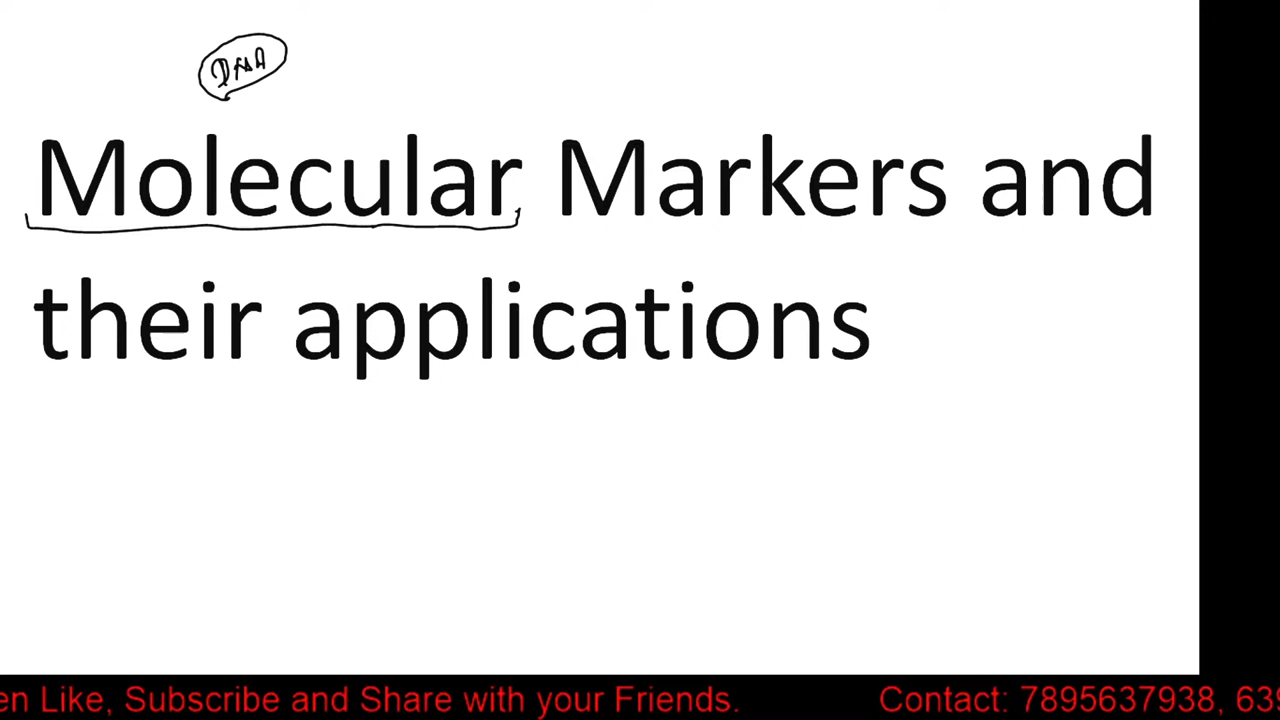 DNA
Molecular Markers and
their applications
en Like, Subscribe and Share with your Friends. Contact: 7895637938, 639